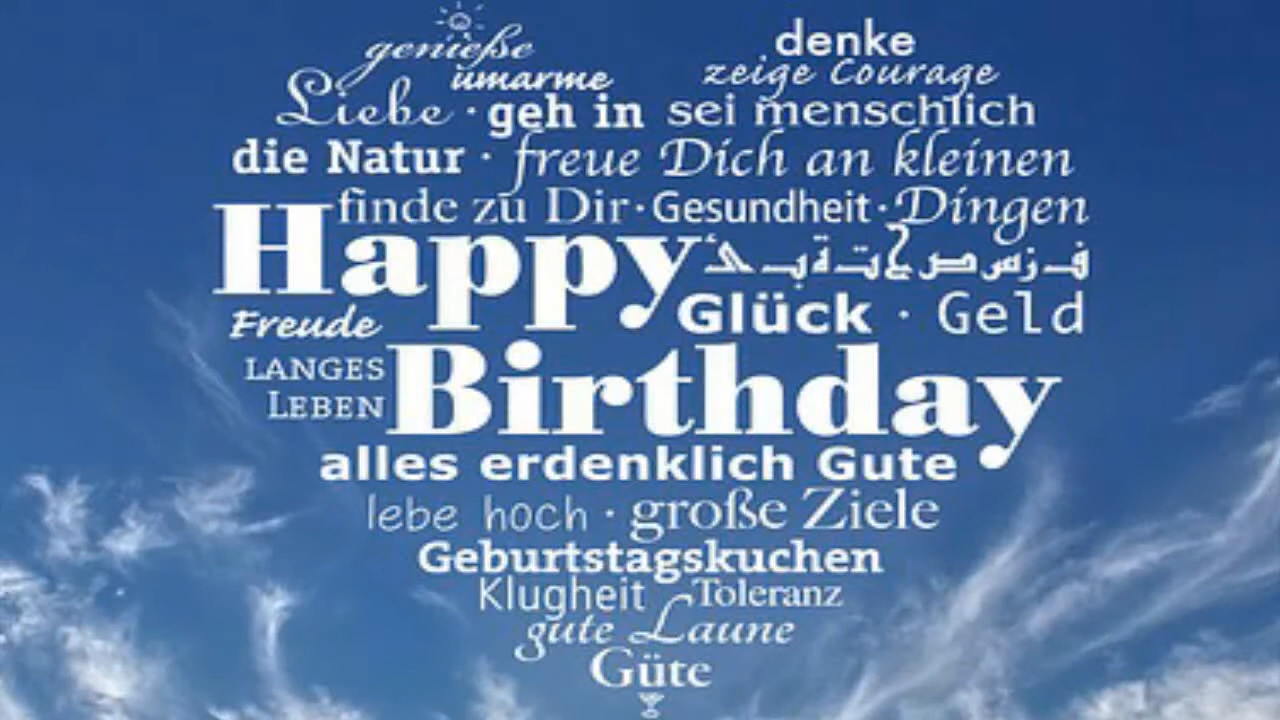 genieße
denke
umarme
zeige Courage
Liebe · geh in sei menschlich
die Natur · freue Dich an kleinen
finde zu Dir · Gesundheit · Dingen
Happy
Glück · Geld
Freude
LANGES
LEBEN
Birthday
alles erdenklich Gute
lebe hoch · große Ziele
Geburtstagskuchen
Klugheit Toleranz
gute Laune
Güte